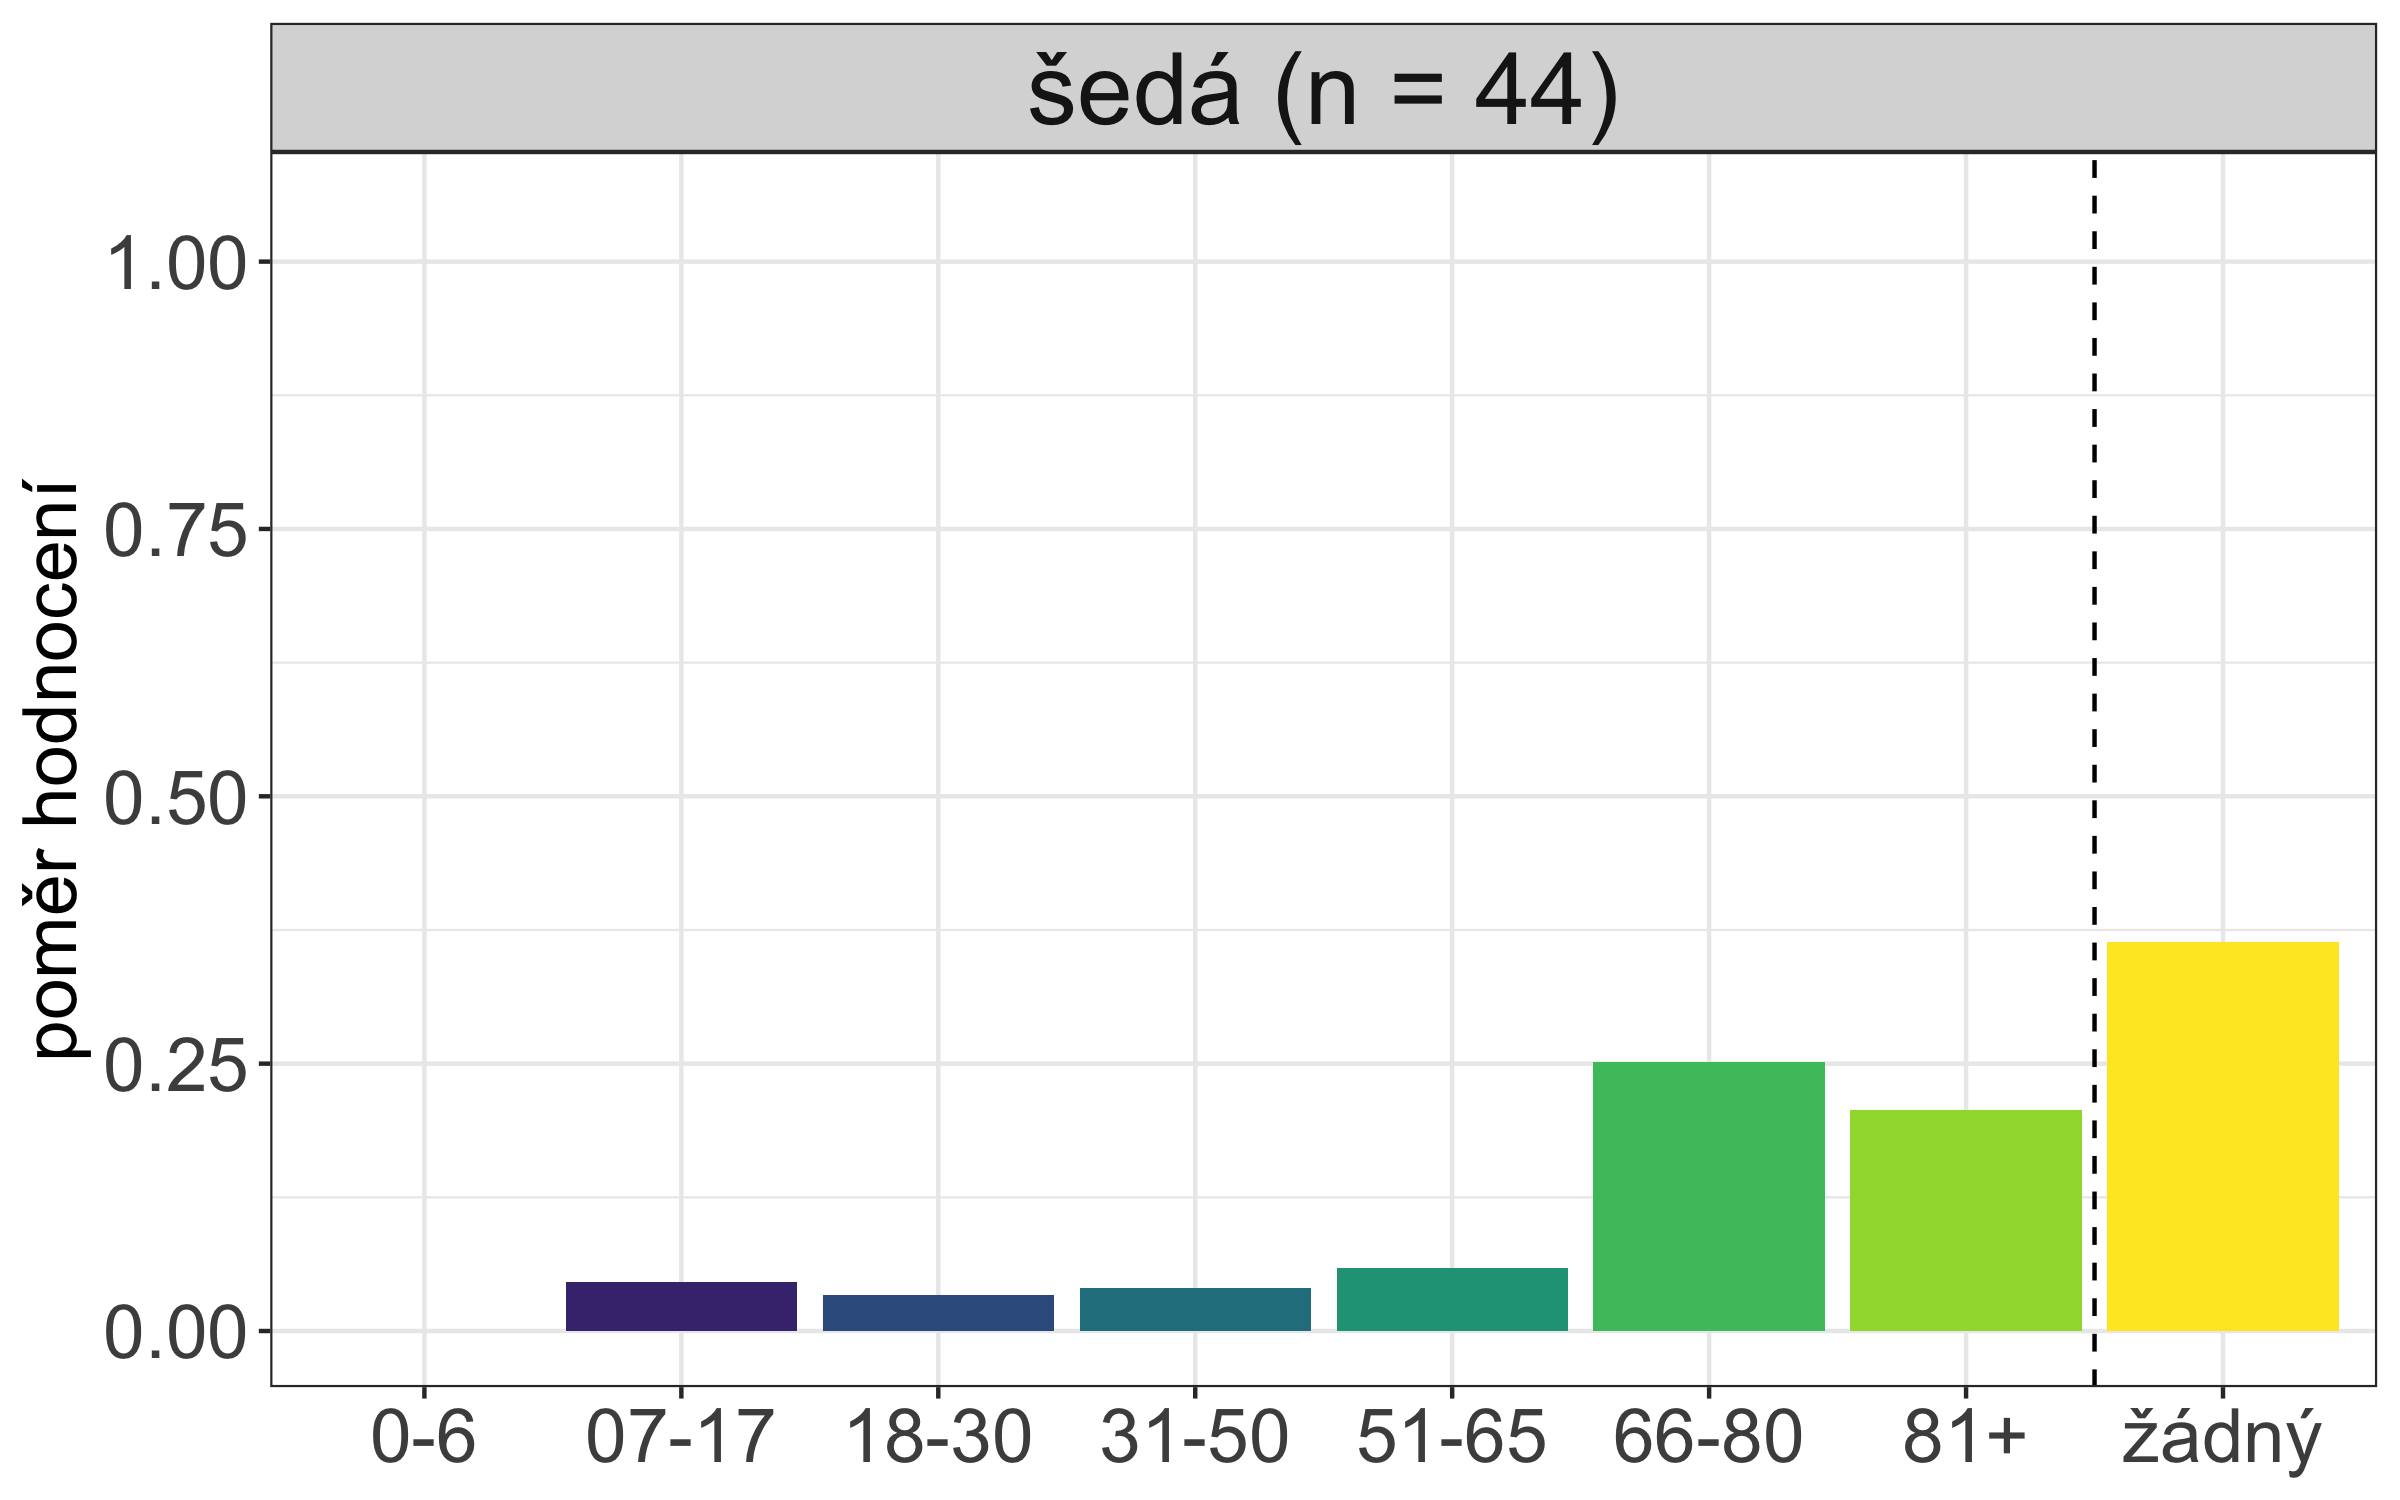 šedá (n = 44)
poměr hodnocení
1.00
0.75
0.50
0.25
0.00
0-6 07-17 18-30 31-50 51-65 66-80 81+ žádný